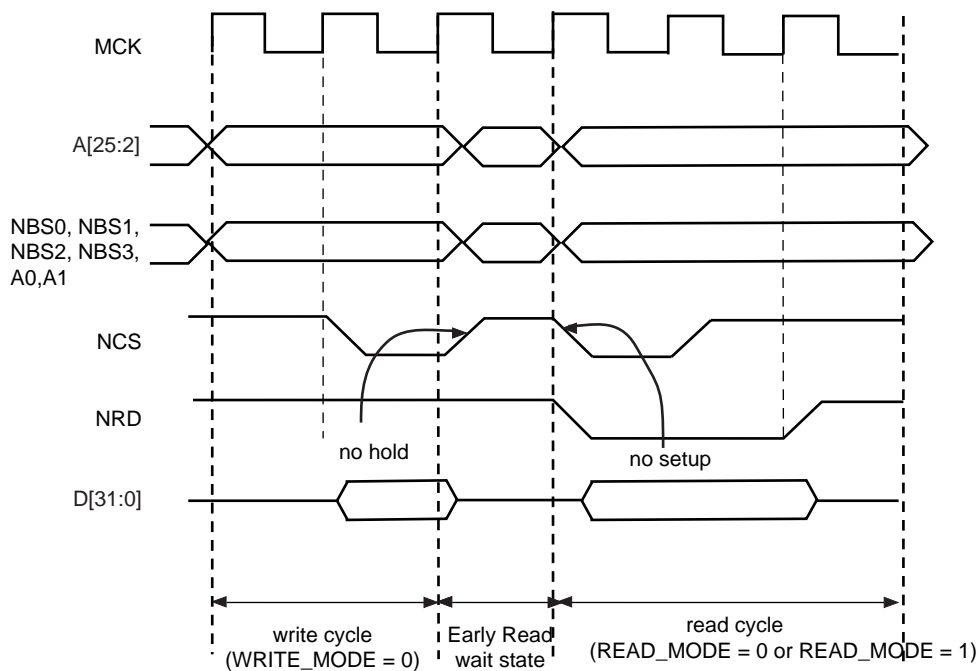 MCK
A[25:2]
NBS0, NBS1,
NBS2, NBS3,
A0,A1
NCS
NRD
no hold
no setup
D[31:0]
write cycle
(WRITE_MODE = 0)
Early Read
wait state
read cycle
(READ_MODE = 0 or READ_MODE = 1)